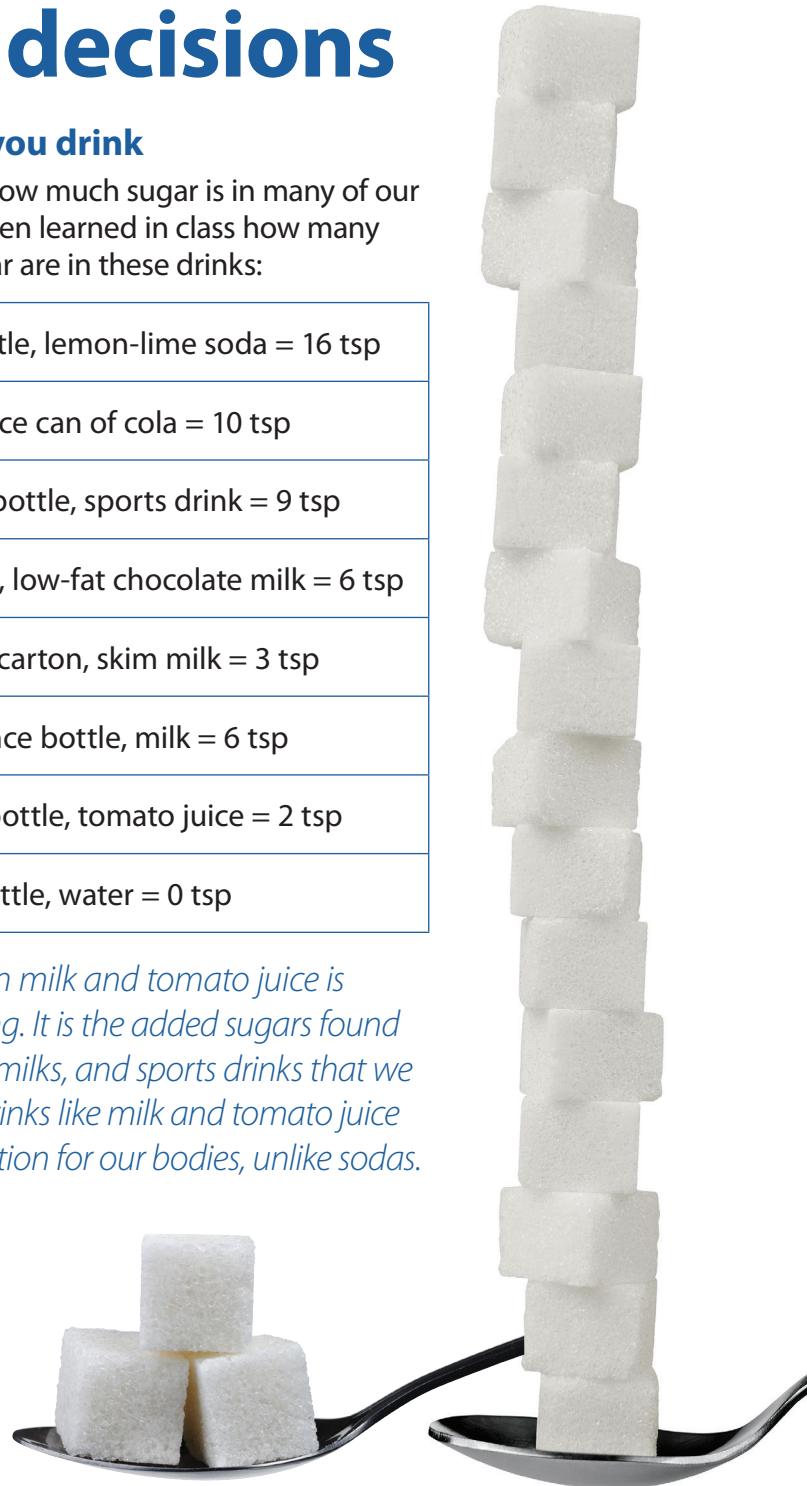 decisions
you drink
ow much sugar is in many of our
en learned in class how many
ar are in these drinks:
tle, lemon-lime soda = 16 tsp
ce can of cola = 10 tsp
bottle, sports drink = 9 tsp
, low-fat chocolate milk = 6 tsp
carton, skim milk = 3 tsp
nce bottle, milk = 6 tsp
bottle, tomato juice = 2 tsp
ttle, water = 0 tsp
n milk and tomato juice is
g. It is the added sugars found
milks, and sports drinks that we
rinks like milk and tomato juice
tion for our bodies, unlike sodas.